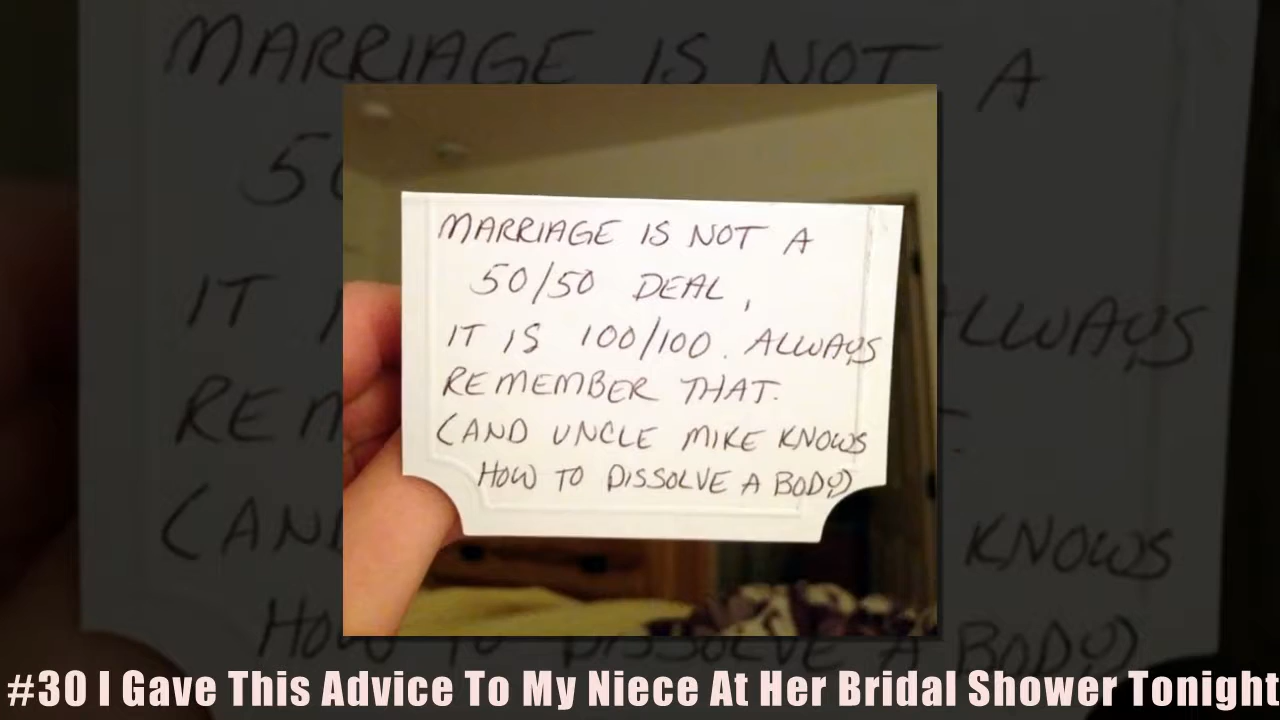 MARRIAGE IS NOT A
50/50 DEAL,
IT IS 100/100. ALWAYS
REMEMBER THAT.
(AND UNCLE MIKE KNOWS
HOW TO DISSOLVE A BODY)
#30 I Gave This Advice To My Niece At Her Bridal Shower Tonight